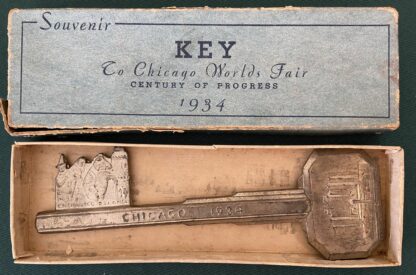 Souvenir
KEY
To Chicago Worlds Fair
CENTURY OF PROGRESS
1934
CHICAGO 1934